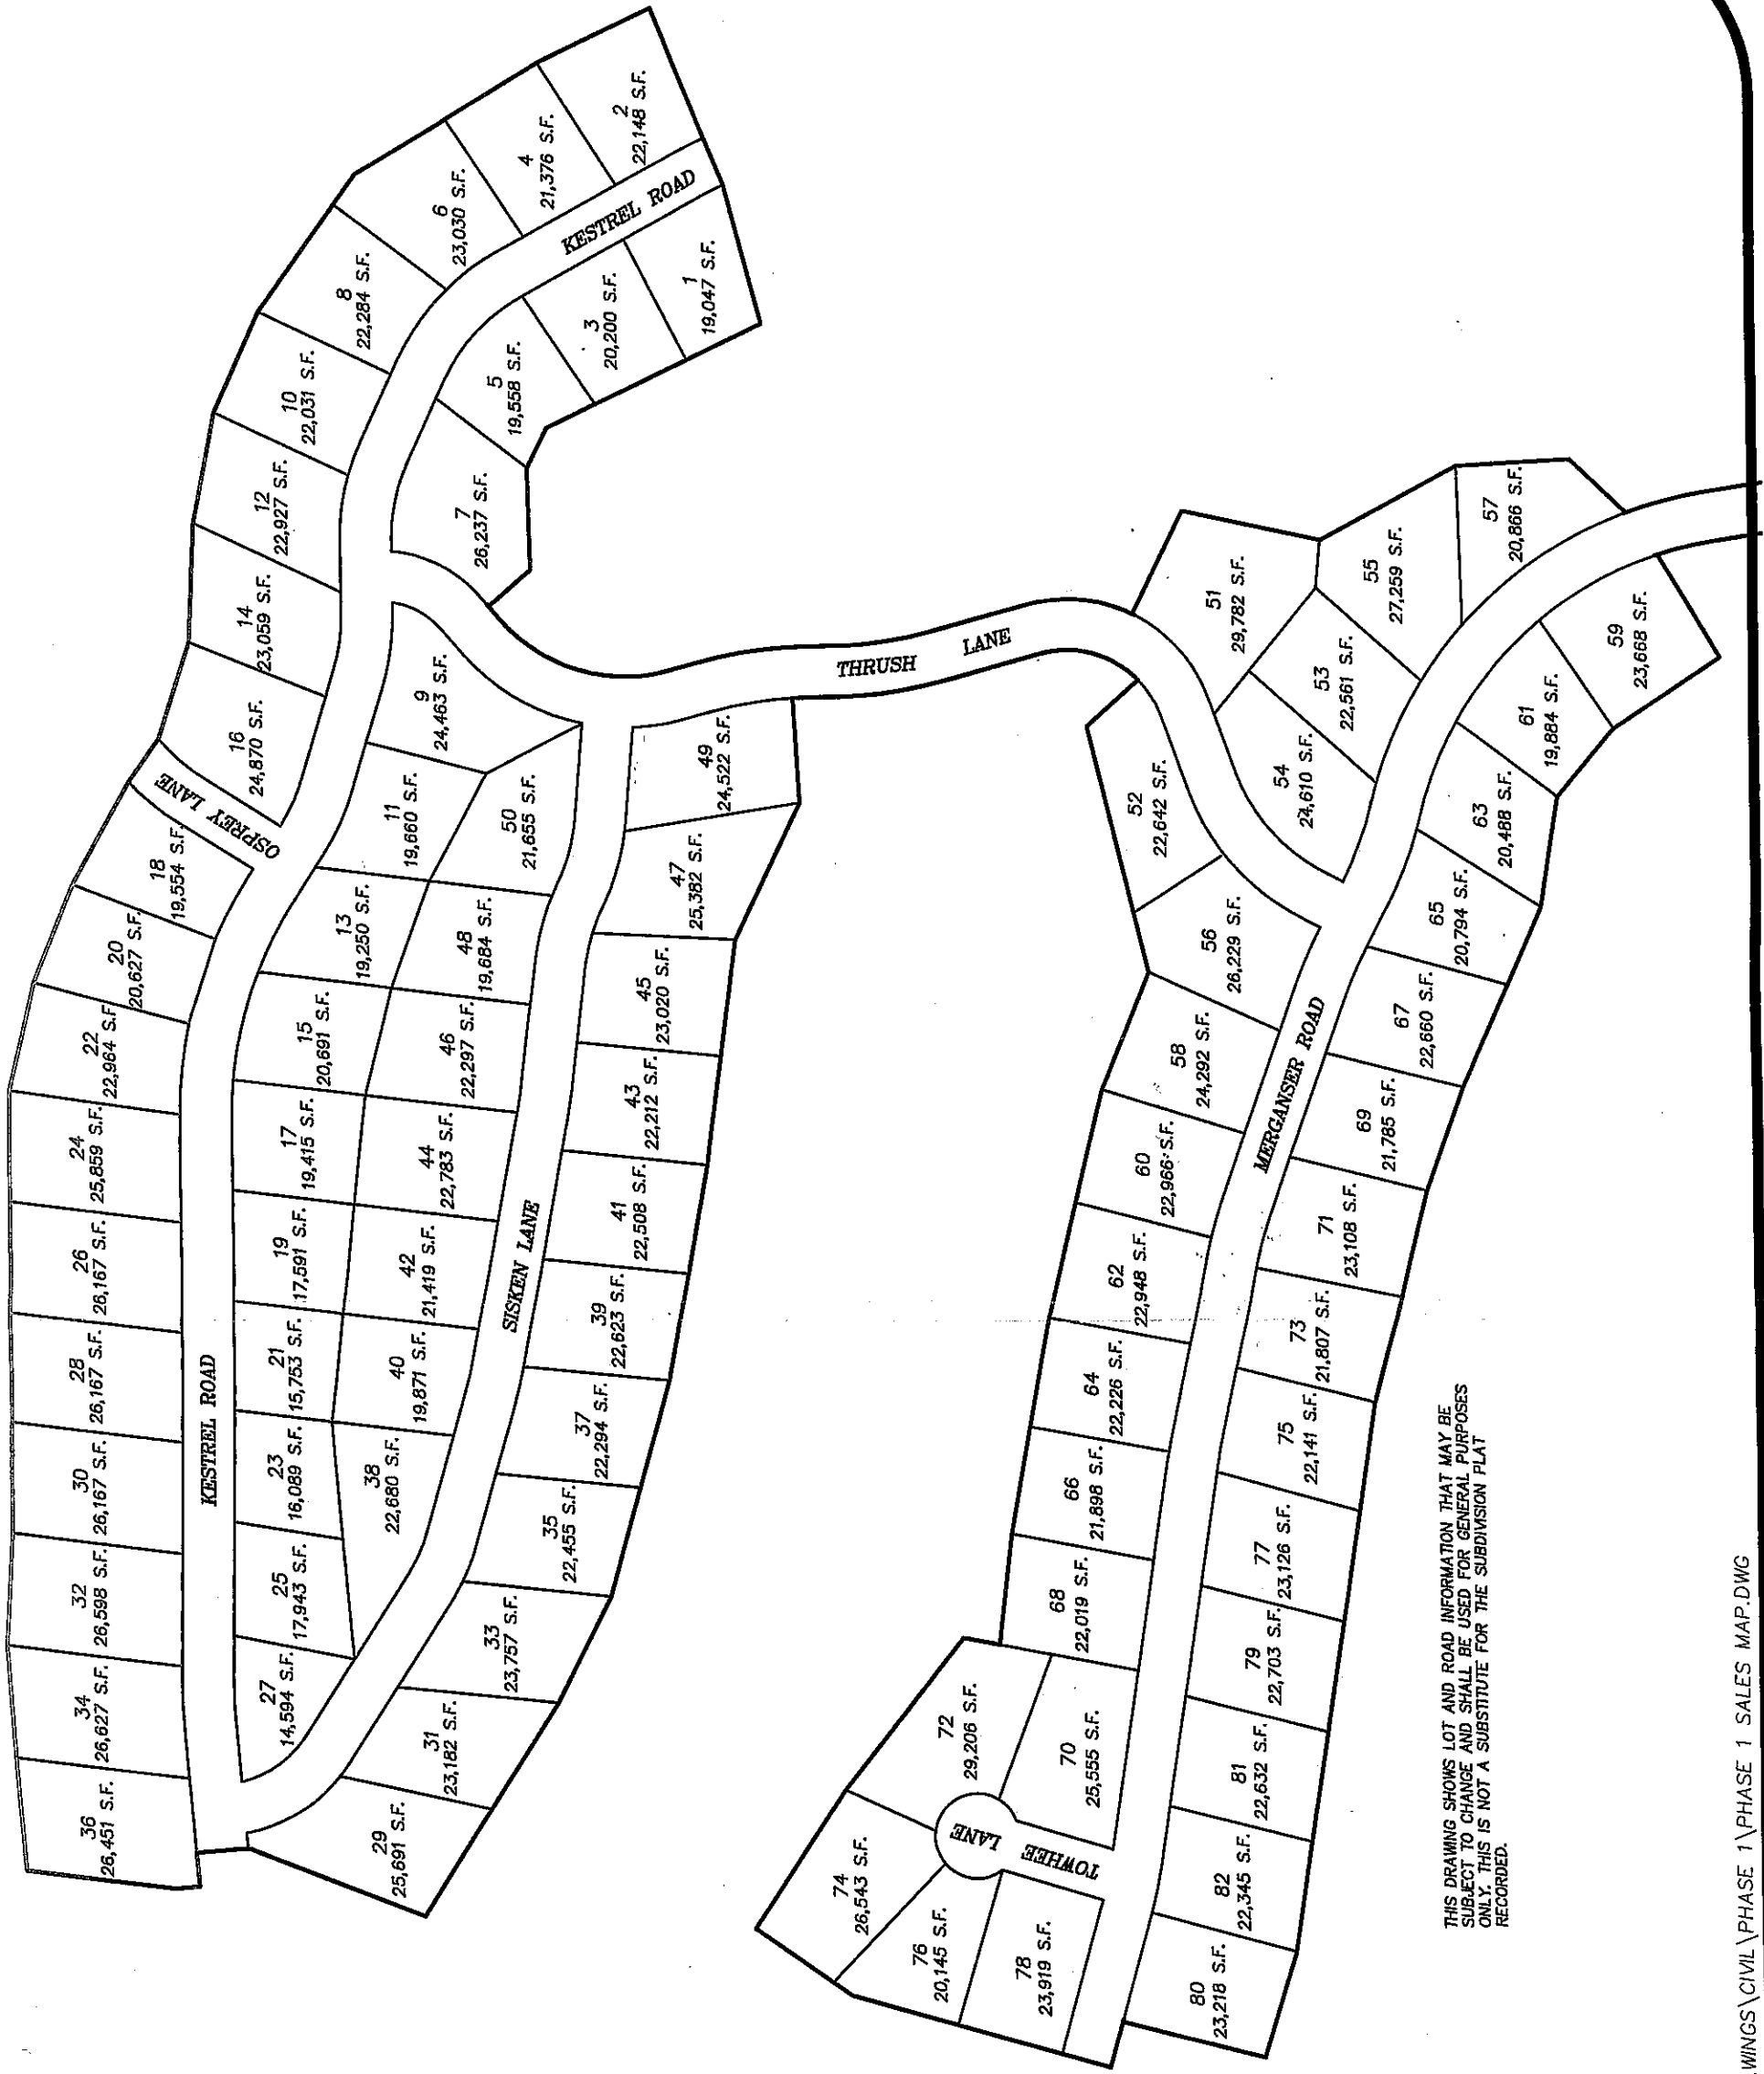 36
26,451 S.F.
34
26,627 S.F.
32
26,598 S.F.
30
26,167 S.F.
28
26,167 S.F.
26
26,167 S.F.
24
25,859 S.F.
22
22,964 S.F.
20
20,627 S.F.
18
19,554 S.F.
OSPREY LANE
16
24,870 S.F.
14
23,059 S.F.
12
22,927 S.F.
10
22,031 S.F.
8
22,284 S.F.
6
23,030 S.F.
4
21,376 S.F.
2
22,148 S.F.
KESTREL ROAD
KESTREL ROAD
27
14,594 S.F.
25
17,943 S.F.
23
16,089 S.F.
21
15,753 S.F.
19
17,591 S.F.
17
19,415 S.F.
15
20,691 S.F.
13
19,250 S.F.
11
19,660 S.F.
9
24,463 S.F.
7
26,237 S.F.
5
19,558 S.F.
3
20,200 S.F.
1
19,047 S.F.
38
22,680 S.F.
40
19,871 S.F.
42
21,419 S.F.
44
22,783 S.F.
46
22,297 S.F.
48
19,684 S.F.
50
21,655 S.F.
SISKEN LANE
29
25,691 S.F.
31
23,182 S.F.
33
23,757 S.F.
35
22,455 S.F.
37
22,294 S.F.
39
22,623 S.F.
41
22,508 S.F.
43
22,212 S.F.
45
23,020 S.F.
47
25,382 S.F.
49
24,522 S.F.
THRUSH LANE
74
26,543 S.F.
72
29,206 S.F.
76
20,145 S.F.
TOWHEE
LANE
70
25,555 S.F.
78
23,919 S.F.
68
22,019 S.F.
66
21,898 S.F.
64
22,226 S.F.
62
22,948 S.F.
60
22,966 S.F.
58
24,292 S.F.
56
26,229 S.F.
52
22,642 S.F.
54
24,610 S.F.
53
22,561 S.F.
51
29,782 S.F.
55
27,259 S.F.
57
20,866 S.F.
MERGANSER ROAD
80
23,218 S.F.
82
22,345 S.F.
81
22,632 S.F.
79
22,703 S.F.
77
23,126 S.F.
75
22,141 S.F.
73
21,807 S.F.
71
23,108 S.F.
69
21,785 S.F.
67
22,660 S.F.
65
20,794 S.F.
63
20,488 S.F.
61
19,884 S.F.
59
23,668 S.F.
THIS DRAWING SHOWS LOT AND ROAD INFORMATION THAT MAY BE
SUBJECT TO CHANGE AND SHALL BE USED FOR GENERAL PURPOSES
ONLY. THIS IS NOT A SUBSTITUTE FOR THE SUBDIVISION PLAT
RECORDED.
WINGS\CIVIL\PHASE 1\PHASE 1 SALES MAP.DWG